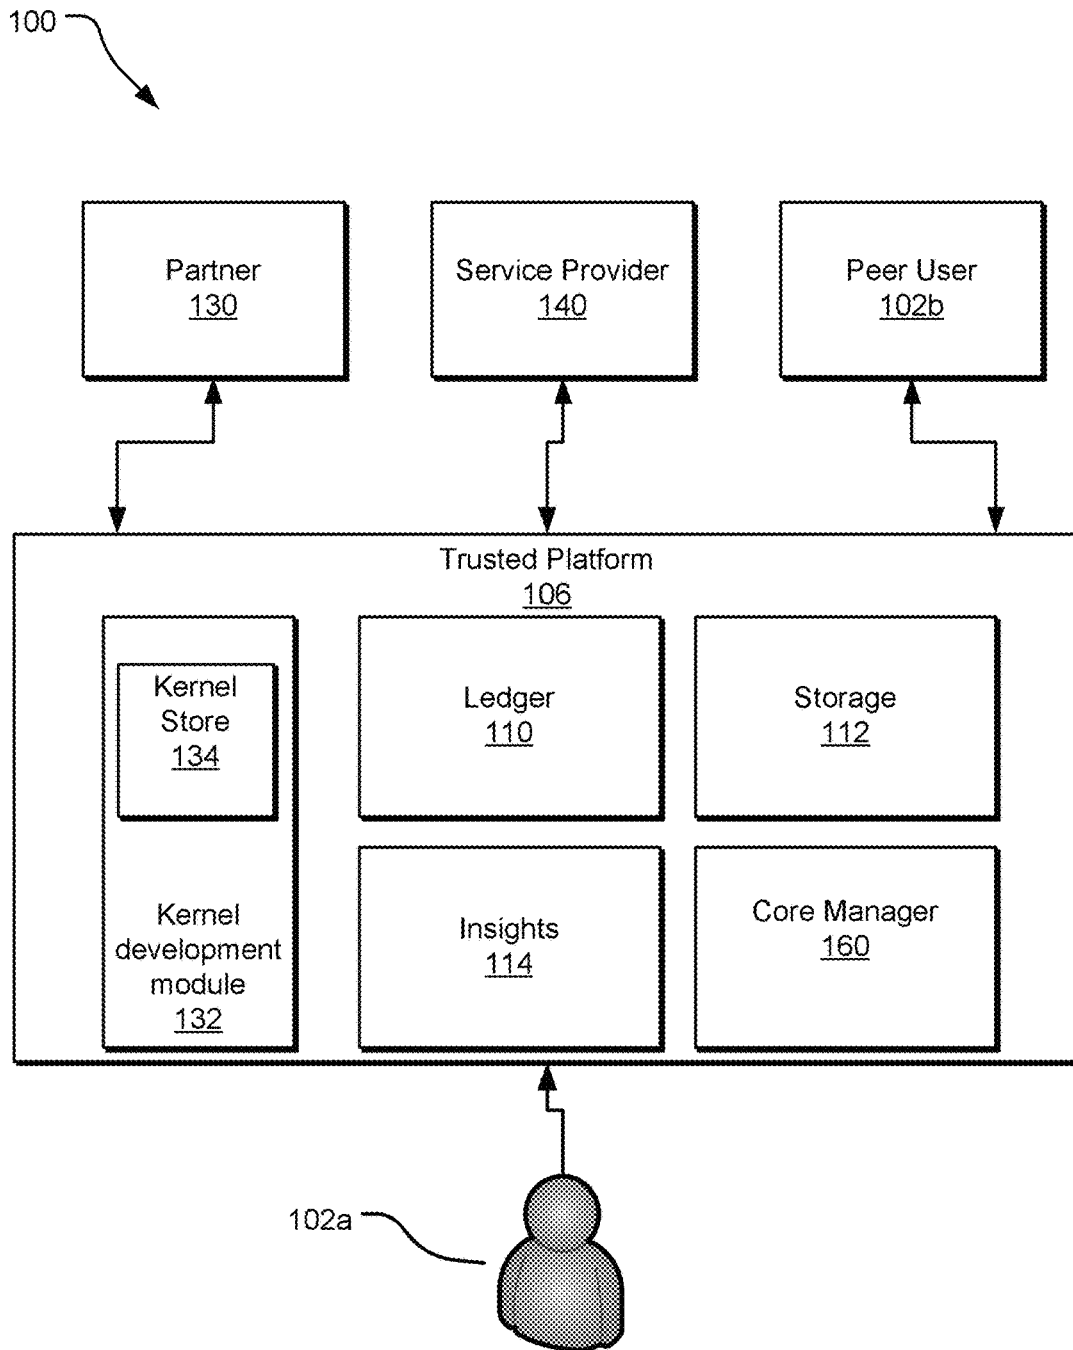 100
Partner
130
Service Provider
140
Peer User
102b
Trusted Platform
106
Kernel
Store
134
Kernel
development
module
132
Ledger
110
Storage
112
Insights
114
Core Manager
160
102a